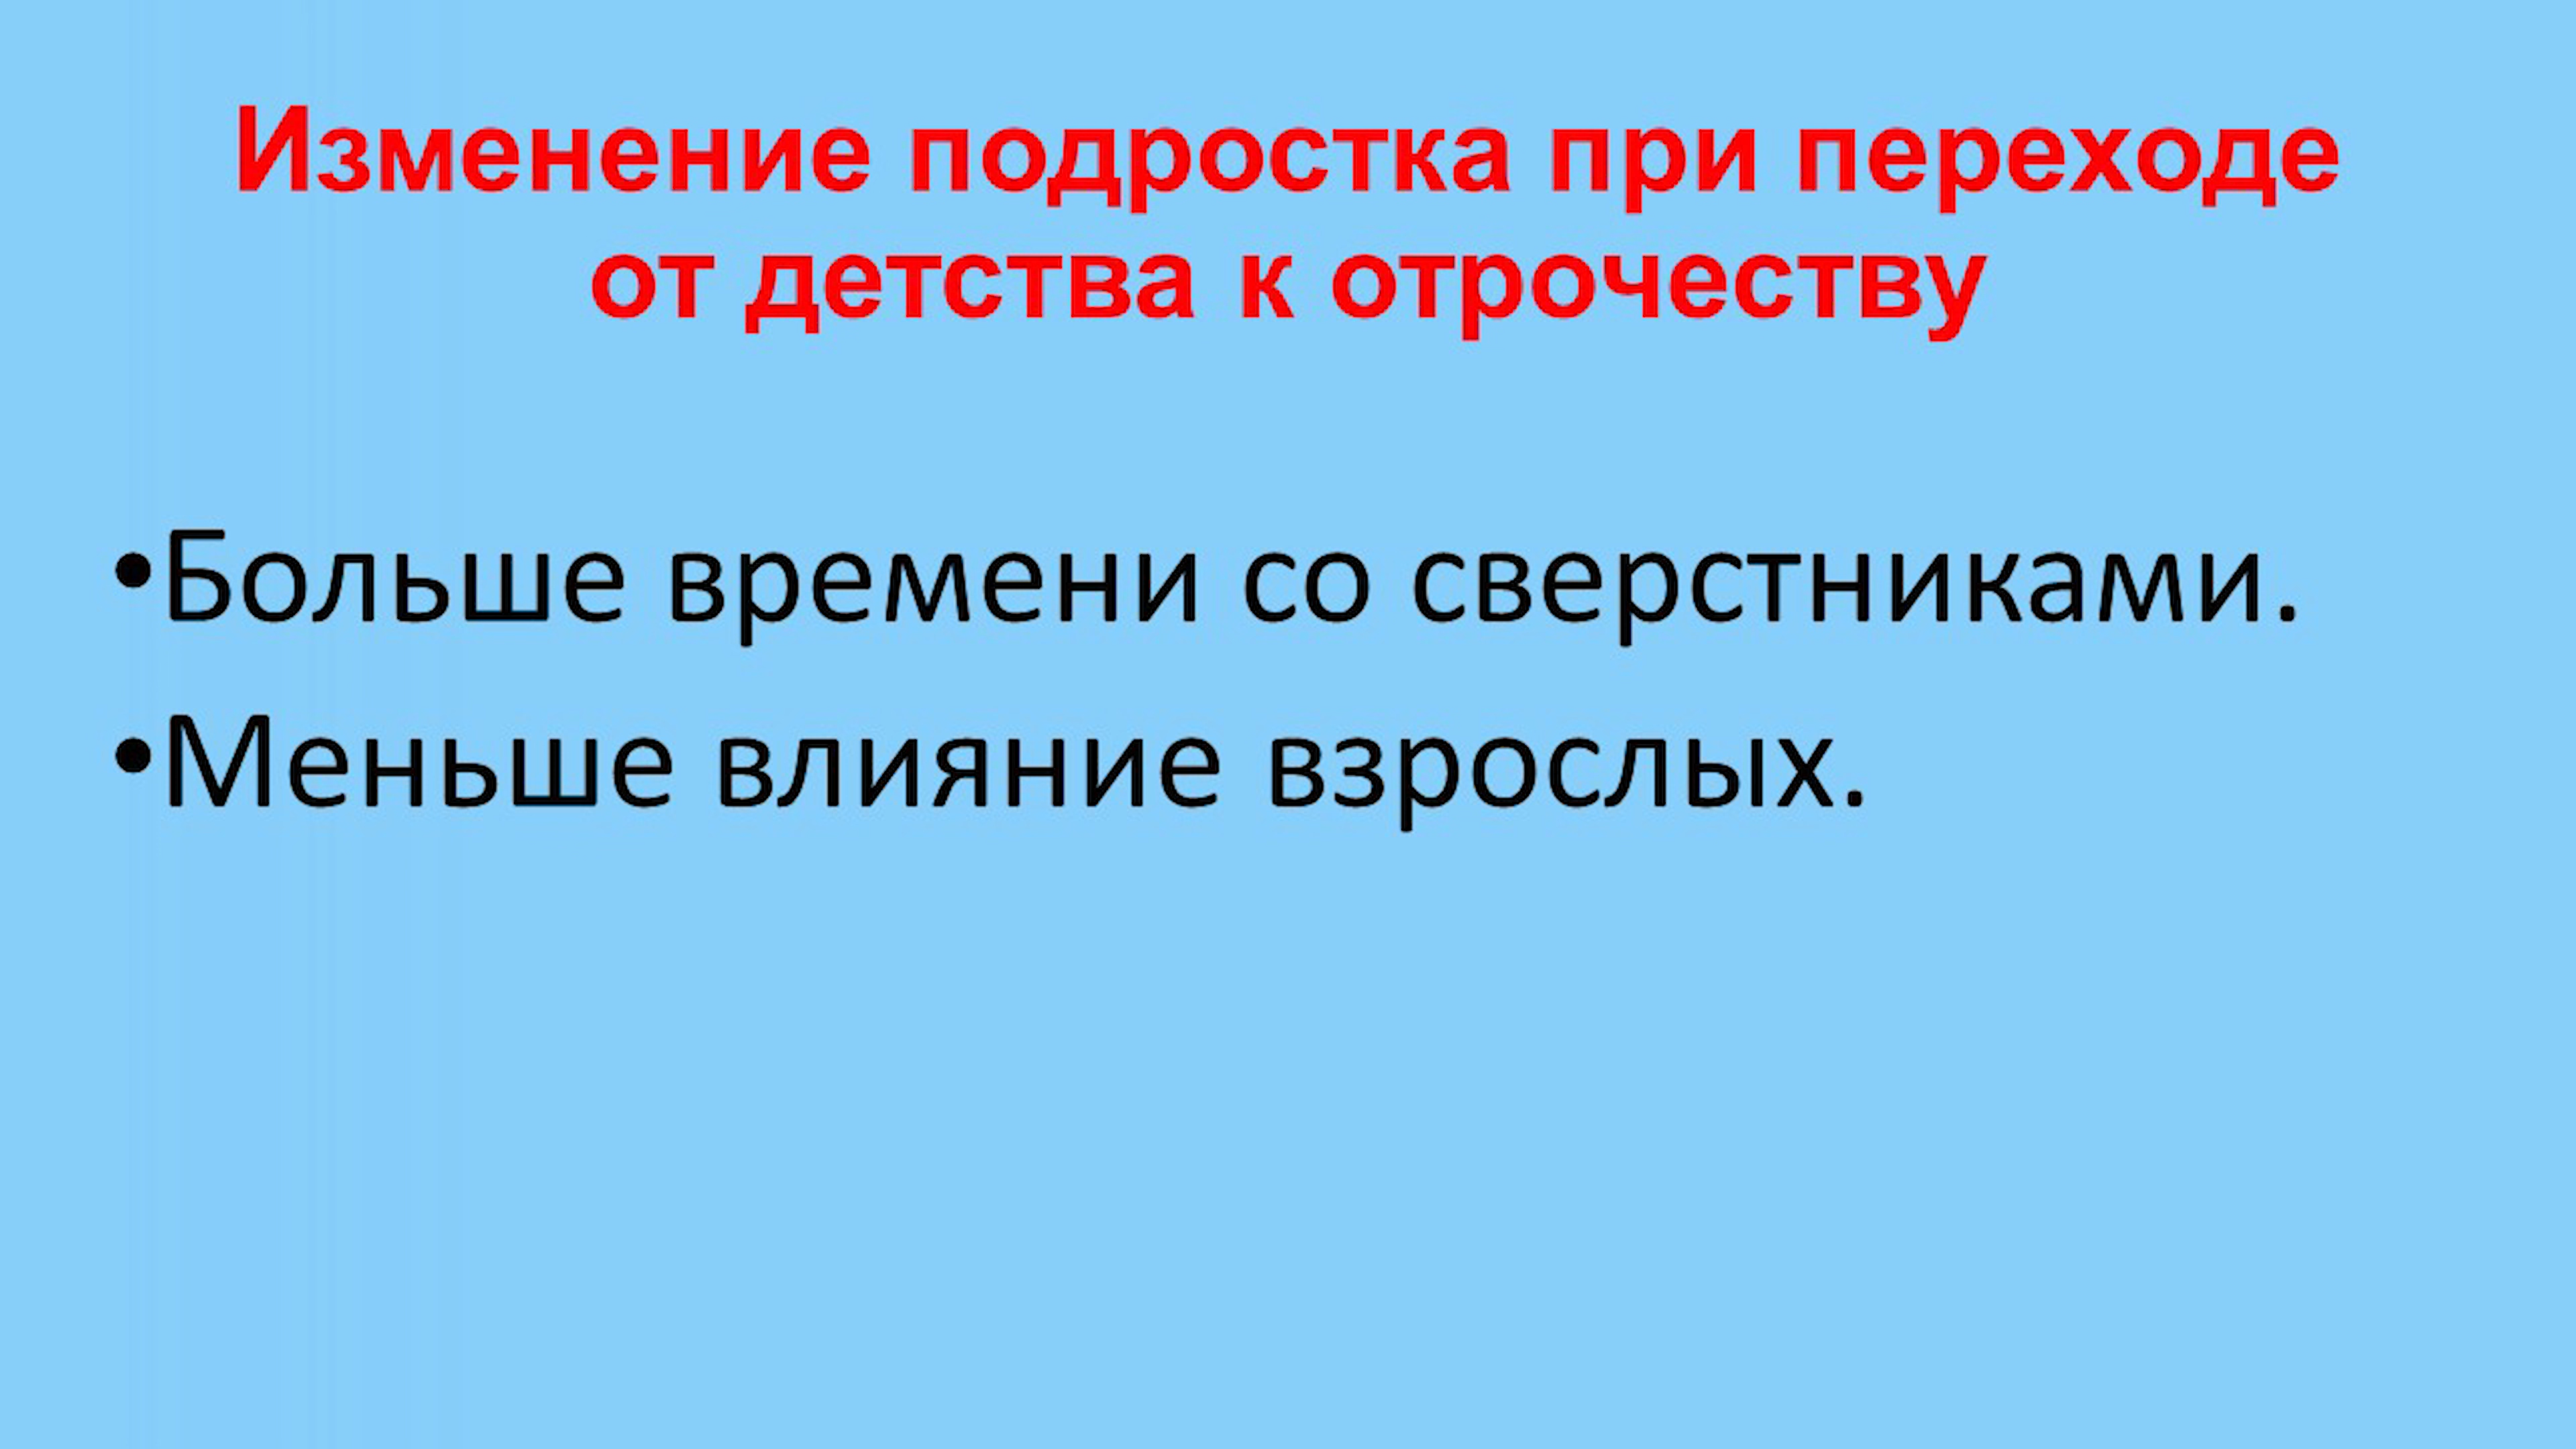 Изменение подростка при переходе
от детства к отрочеству
•Больше времени со сверстниками.
•Меньше влияние взрослых.